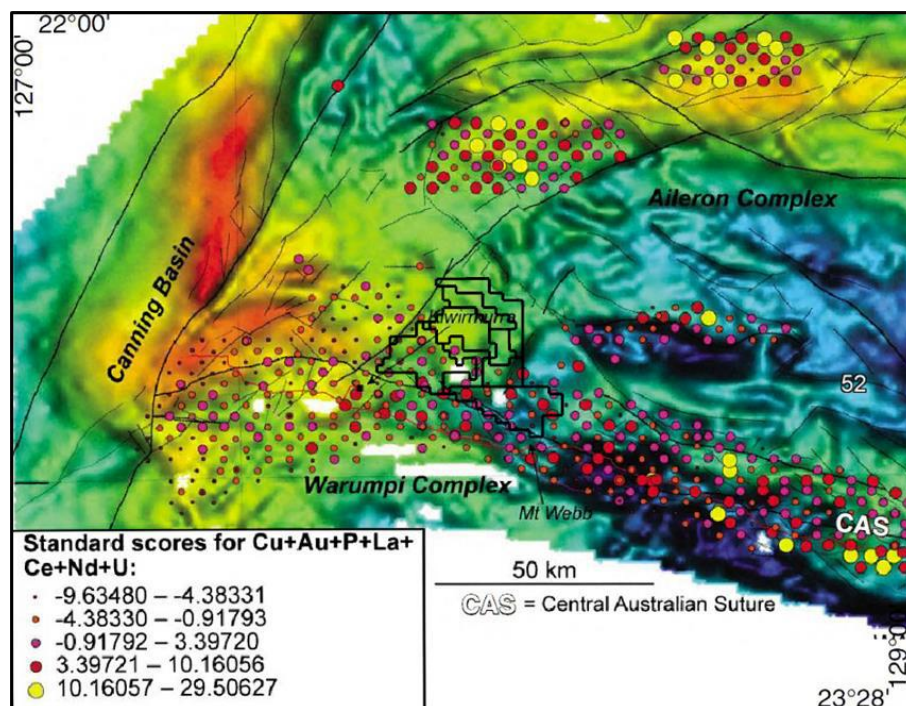 22°00'
127°00'
Aileron Complex
Canning Basin
Kiwirrkurra
52
Warumpi Complex
Mt Webb
CAS
Standard scores for Cu+Au+P+La+
Ce+Nd+U:
-9.63480 – -4.38331
-4.38330 – -0.91793
-0.91792 – 3.39720
3.39721 – 10.16056
10.16057 – 29.50627
50 km
CAS = Central Australian Suture
23°28'